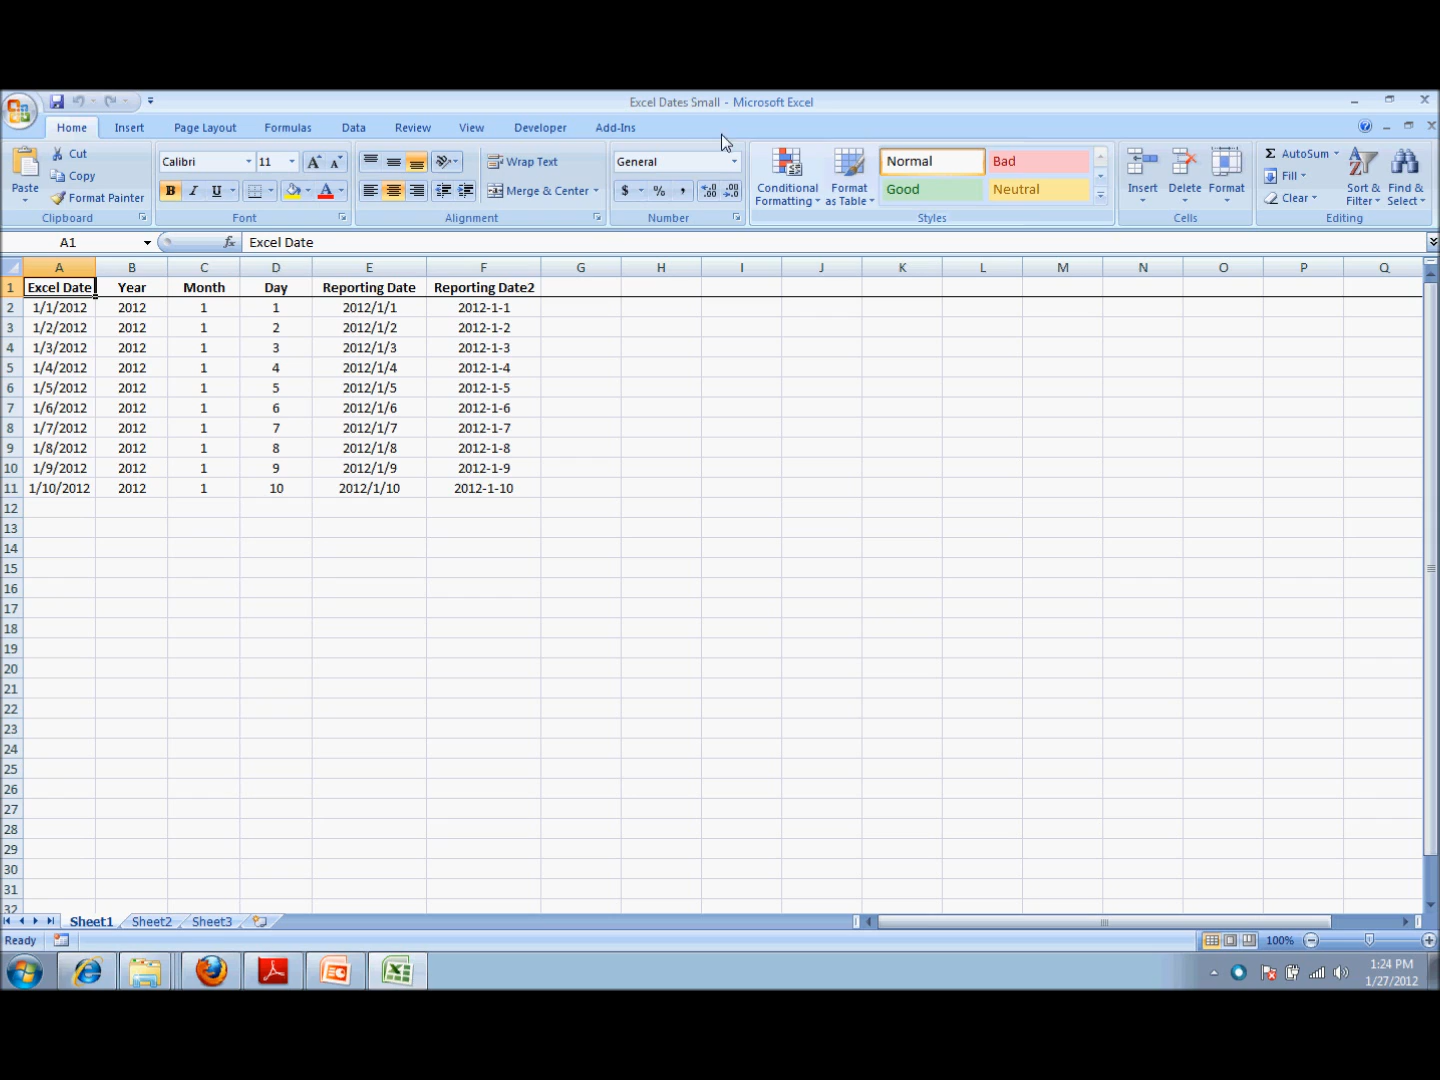 Excel Dates Small - Microsoft Excel
Home Insert Page Layout Formulas Data Review View Developer Add-Ins
Paste
Cut
Copy
Format Painter
Clipboard
Calibri 11
B I U
Font
Wrap Text
Merge & Center
Alignment
General
$ % ,
Number
Conditional Formatting
Format as Table
Normal Bad
Good Neutral
Styles
Insert Delete Format
Cells
Σ AutoSum
Fill
Clear
Sort & Filter
Find & Select
Editing
A1 fx Excel Date
A B C D E F G H I J K L M N O P Q
1 Excel Date Year Month Day Reporting Date Reporting Date2
2 1/1/2012 2012 1 1 2012/1/1 2012-1-1
3 1/2/2012 2012 1 2 2012/1/2 2012-1-2
4 1/3/2012 2012 1 3 2012/1/3 2012-1-3
5 1/4/2012 2012 1 4 2012/1/4 2012-1-4
6 1/5/2012 2012 1 5 2012/1/5 2012-1-5
7 1/6/2012 2012 1 6 2012/1/6 2012-1-6
8 1/7/2012 2012 1 7 2012/1/7 2012-1-7
9 1/8/2012 2012 1 8 2012/1/8 2012-1-8
10 1/9/2012 2012 1 9 2012/1/9 2012-1-9
11 1/10/2012 2012 1 10 2012/1/10 2012-1-10
12
13
14
15
16
17
18
19
20
21
22
23
24
25
26
27
28
29
30
31
32
Sheet1 Sheet2 Sheet3
Ready 100%
1:24 PM
1/27/2012